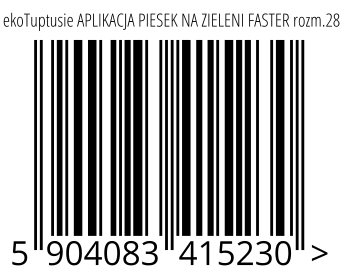 ekoTuptusie APLIKACJA PIESEK NA ZIELENI FASTER rozm.28
5 904083 415230 >